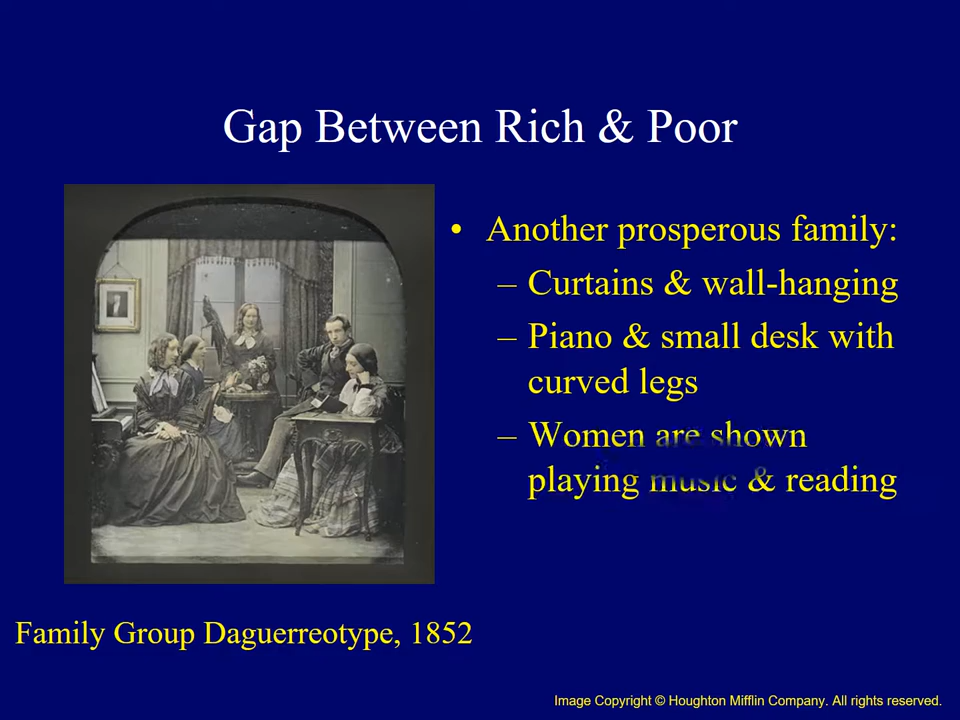 Gap Between Rich & Poor
• Another prosperous family:
– Curtains & wall-hanging
– Piano & small desk with
curved legs
– Women are shown
playing music & reading
Family Group Daguerreotype, 1852
Image Copyright © Houghton Mifflin Company. All rights reserved.